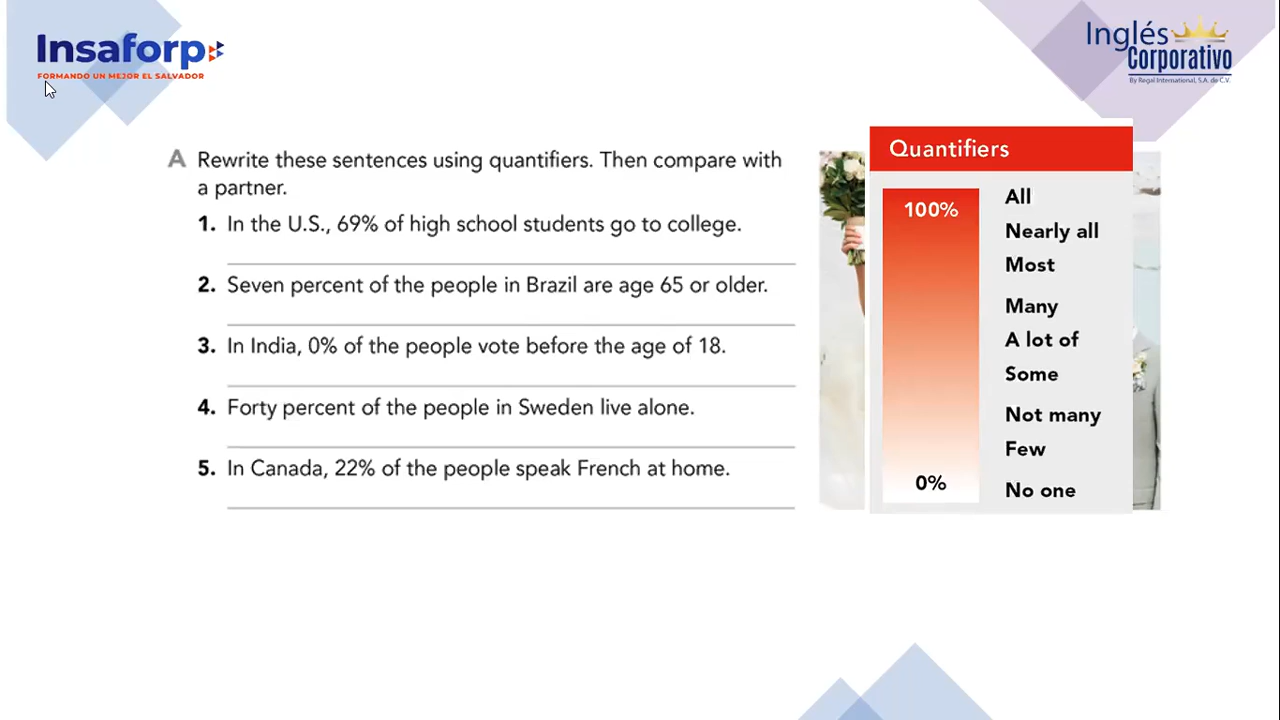 Insaforp
FORMANDO UN MEJOR EL SALVADOR
Inglés
Corporativo
By Regal International, S.A. de C.V.
A Rewrite these sentences using quantifiers. Then compare with
a partner.
1. In the U.S., 69% of high school students go to college.
2. Seven percent of the people in Brazil are age 65 or older.
3. In India, 0% of the people vote before the age of 18.
4. Forty percent of the people in Sweden live alone.
5. In Canada, 22% of the people speak French at home.
Quantifiers
100%
All
Nearly all
Most
Many
A lot of
Some
Not many
Few
0%
No one